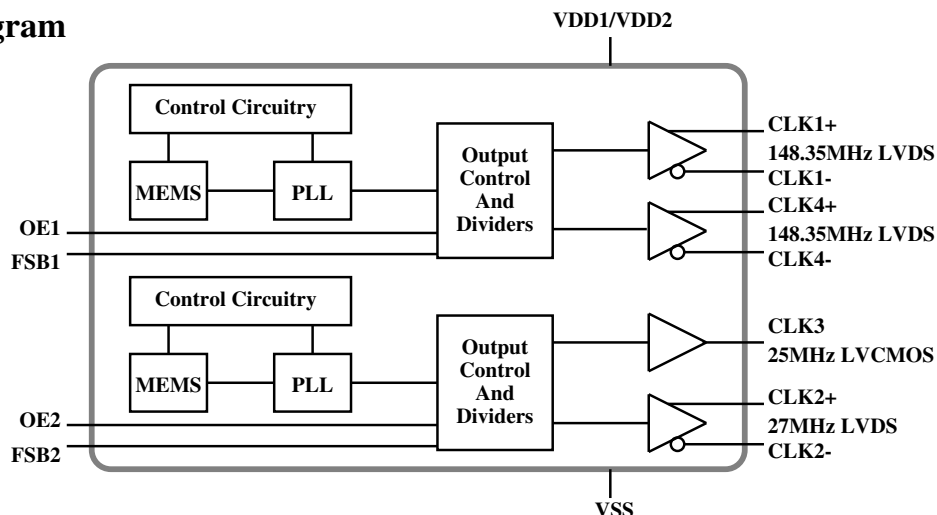 gram
VDD1/VDD2
Control Circuitry
MEMS
PLL
Output
Control
And
Dividers
CLK1+
148.35MHz LVDS
CLK1-
CLK4+
148.35MHz LVDS
CLK4-
OE1
FSB1
Control Circuitry
MEMS
PLL
Output
Control
And
Dividers
CLK3
25MHz LVCMOS
CLK2+
27MHz LVDS
CLK2-
OE2
FSB2
VSS